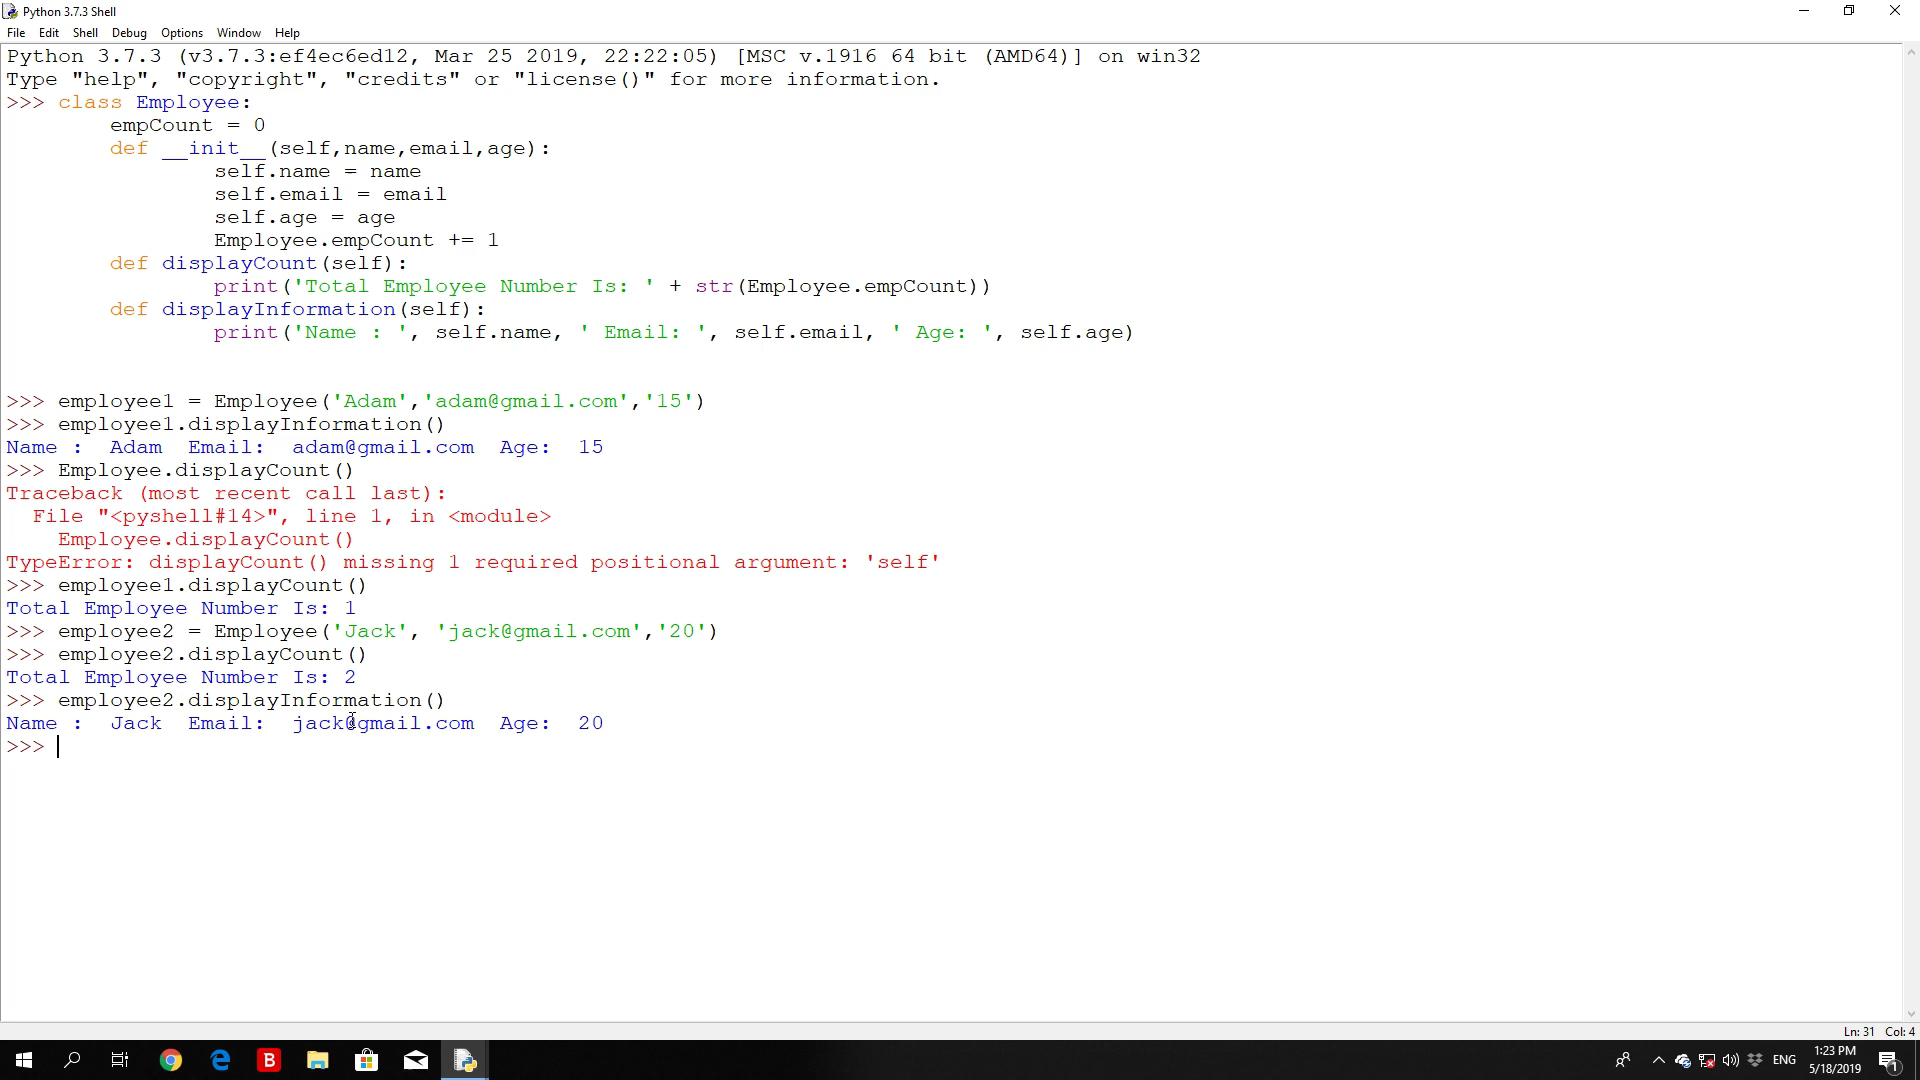 Python 3.7.3 Shell
File Edit Shell Debug Options Window Help
Python 3.7.3 (v3.7.3:ef4ec6ed12, Mar 25 2019, 22:22:05) [MSC v.1916 64 bit (AMD64)] on win32
Type "help", "copyright", "credits" or "license()" for more information.
>>> class Employee:
        empCount = 0
        def __init__(self,name,email,age):
                self.name = name
                self.email = email
                self.age = age
                Employee.empCount += 1
        def displayCount(self):
                print('Total Employee Number Is: ' + str(Employee.empCount))
        def displayInformation(self):
                print('Name : ', self.name, ' Email: ', self.email, ' Age: ', self.age)
>>> employee1 = Employee('Adam','adam@gmail.com','15')
>>> employee1.displayInformation()
Name :  Adam  Email:  adam@gmail.com  Age:  15
>>> Employee.displayCount()
Traceback (most recent call last):
  File "<pyshell#14>", line 1, in <module>
    Employee.displayCount()
TypeError: displayCount() missing 1 required positional argument: 'self'
>>> employee1.displayCount()
Total Employee Number Is: 1
>>> employee2 = Employee('Jack', 'jack@gmail.com','20')
>>> employee2.displayCount()
Total Employee Number Is: 2
>>> employee2.displayInformation()
Name :  Jack  Email:  jack@gmail.com  Age:  20
>>>
Ln: 31 Col: 4
B
ENG
1:23 PM
5/18/2019
1